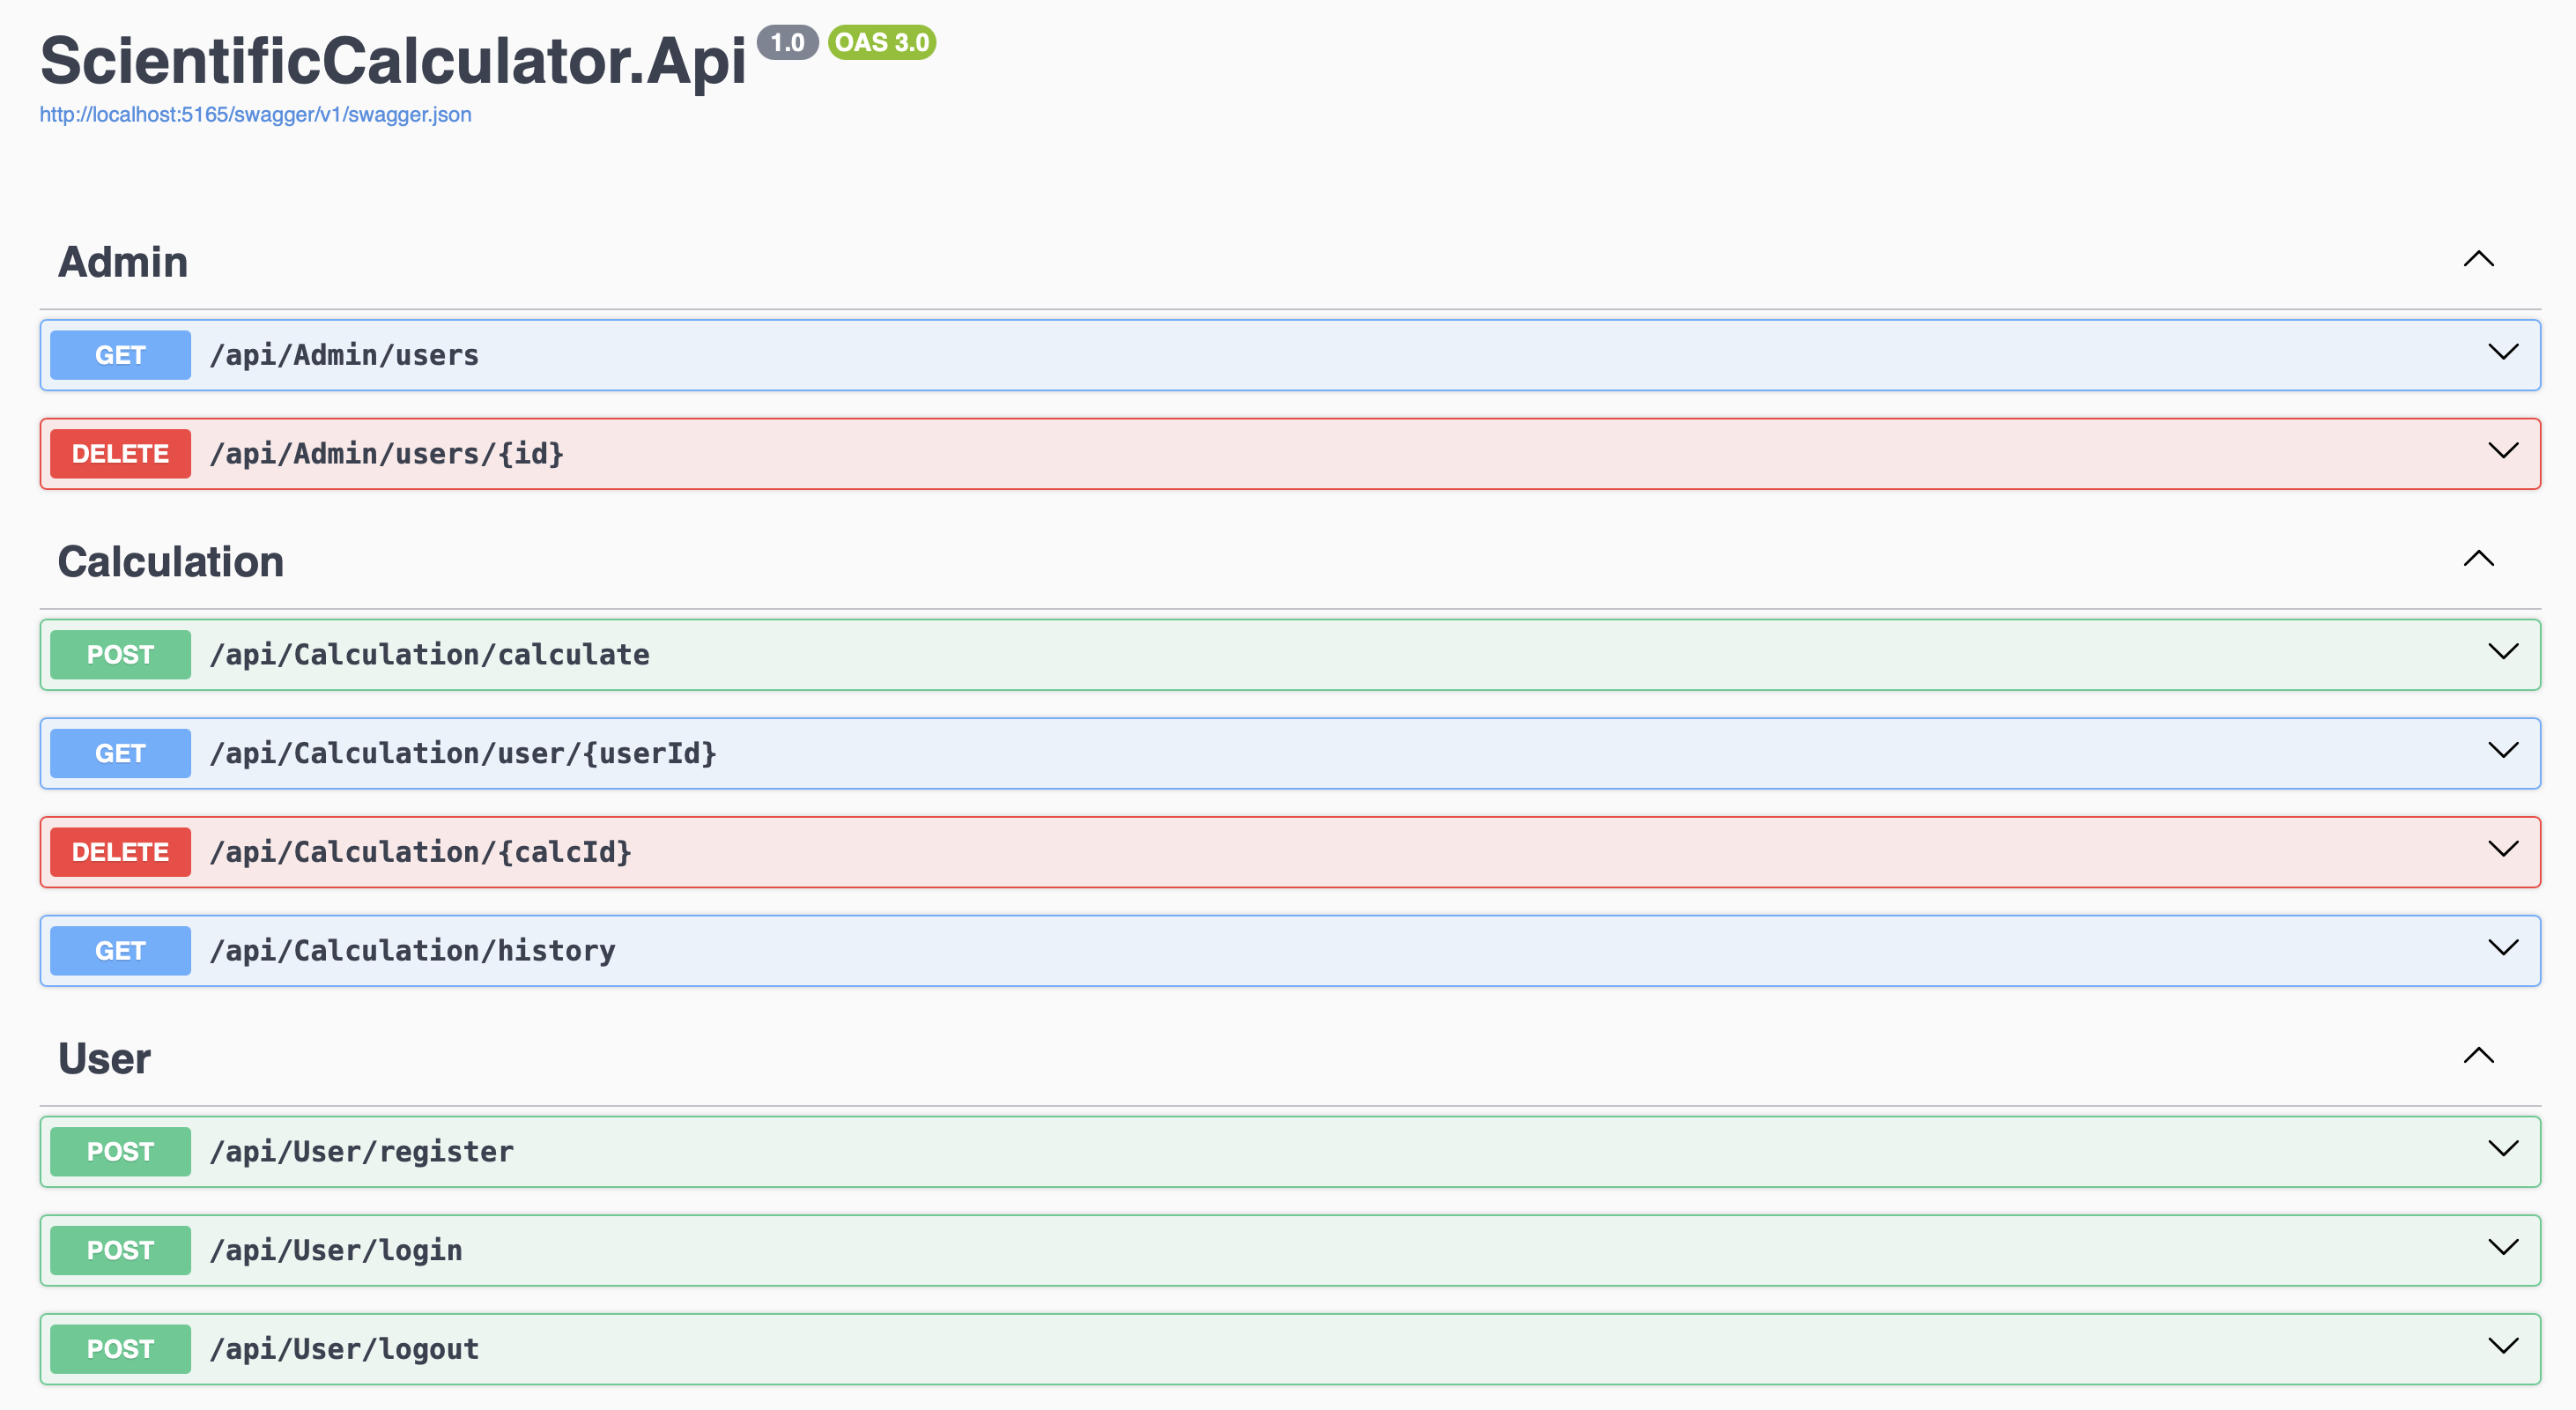 ScientificCalculator.Api 1.0 OAS 3.0
http://localhost:5165/swagger/v1/swagger.json
Admin
GET /api/Admin/users
DELETE /api/Admin/users/{id}
Calculation
POST /api/Calculation/calculate
GET /api/Calculation/user/{userId}
DELETE /api/Calculation/{calcId}
GET /api/Calculation/history
User
POST /api/User/register
POST /api/User/login
POST /api/User/logout